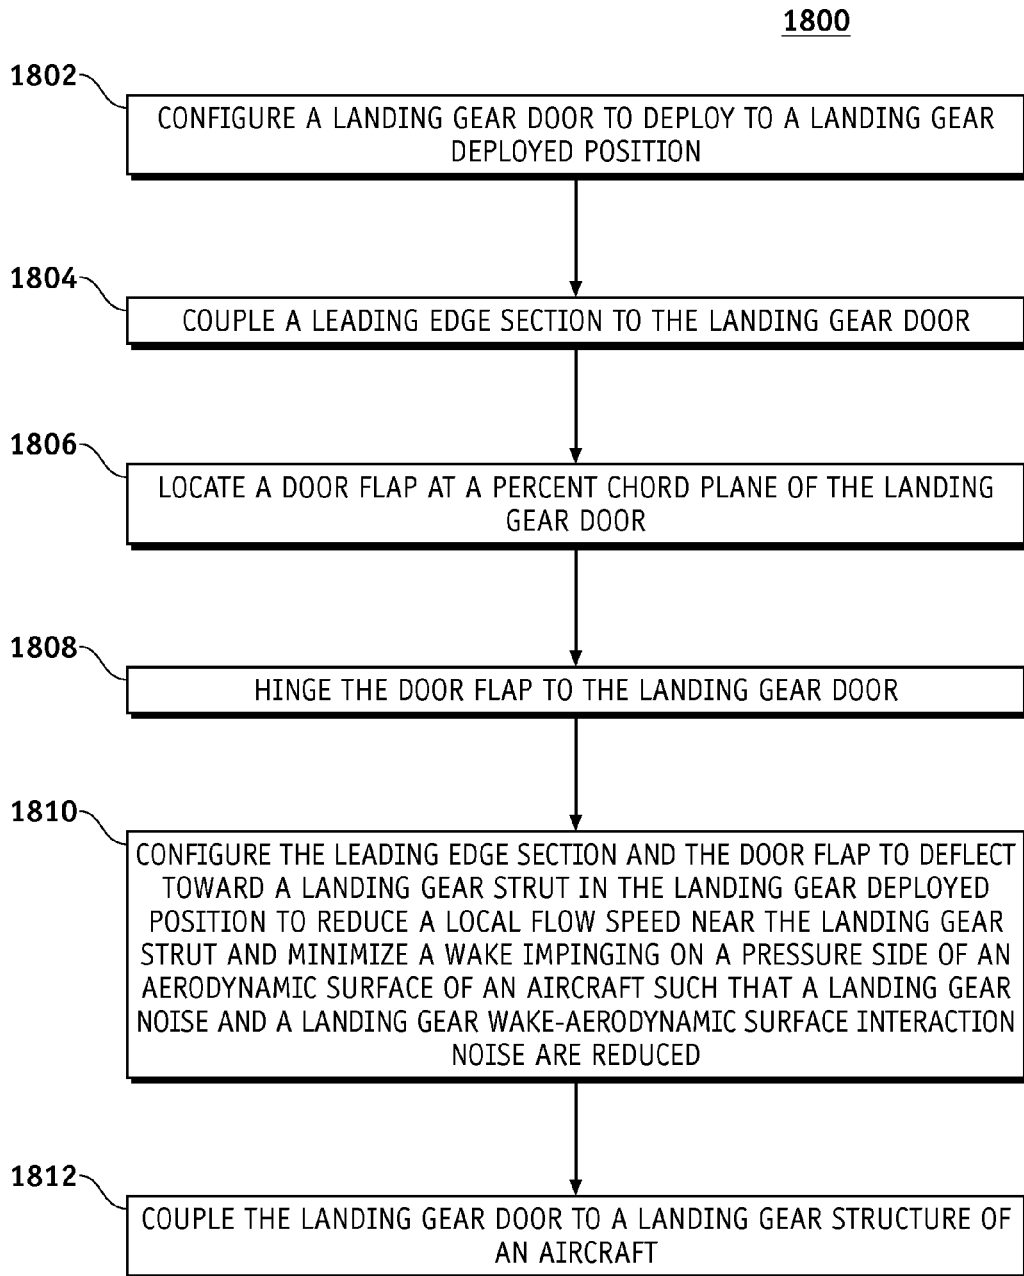 1800
1802
CONFIGURE A LANDING GEAR DOOR TO DEPLOY TO A LANDING GEAR
DEPLOYED POSITION
1804
COUPLE A LEADING EDGE SECTION TO THE LANDING GEAR DOOR
1806
LOCATE A DOOR FLAP AT A PERCENT CHORD PLANE OF THE LANDING
GEAR DOOR
1808
HINGE THE DOOR FLAP TO THE LANDING GEAR DOOR
1810
CONFIGURE THE LEADING EDGE SECTION AND THE DOOR FLAP TO DEFLECT
TOWARD A LANDING GEAR STRUT IN THE LANDING GEAR DEPLOYED
POSITION TO REDUCE A LOCAL FLOW SPEED NEAR THE LANDING GEAR
STRUT AND MINIMIZE A WAKE IMPINGING ON A PRESSURE SIDE OF AN
AERODYNAMIC SURFACE OF AN AIRCRAFT SUCH THAT A LANDING GEAR
NOISE AND A LANDING GEAR WAKE-AERODYNAMIC SURFACE INTERACTION
NOISE ARE REDUCED
1812
COUPLE THE LANDING GEAR DOOR TO A LANDING GEAR STRUCTURE OF
AN AIRCRAFT